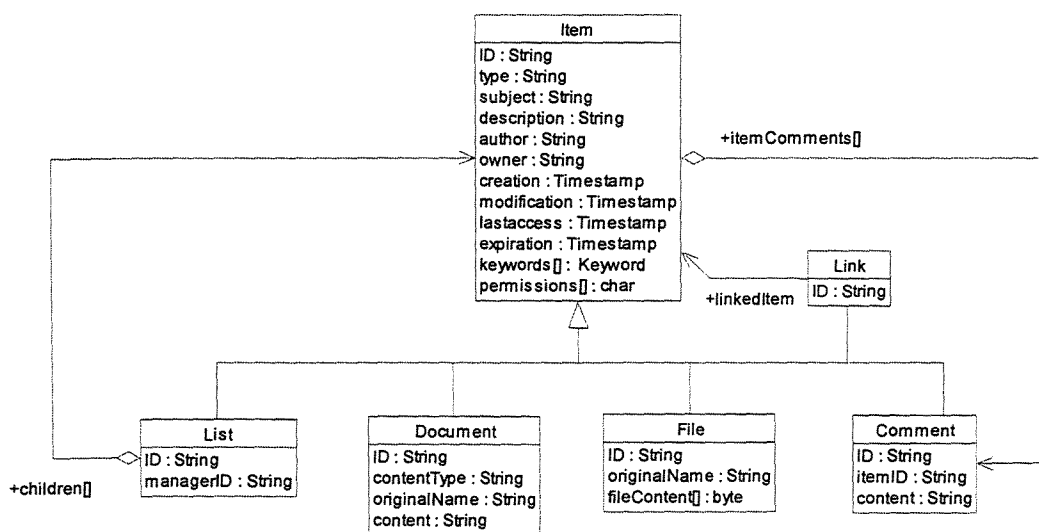 Item
ID : String
type : String
subject : String
description : String
author : String
owner : String
creation : Timestamp
modification : Timestamp
lastaccess : Timestamp
expiration : Timestamp
keywords[] : Keyword
permissions[] : char
+itemComments[]
Link
ID : String
+linkedItem
List
ID : String
managerID : String
+children[]
Document
ID : String
contentType : String
originalName : String
content : String
File
ID : String
originalName : String
fileContent[] : byte
Comment
ID : String
itemID : String
content : String